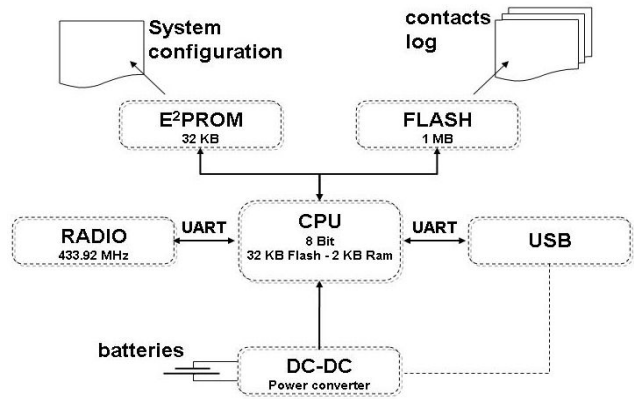 System
configuration
contacts
log
E²PROM
32 KB
FLASH
1 MB
CPU
8 Bit
32 KB Flash - 2 KB Ram
RADIO
433.92 MHz
UART
UART
USB
batteries
DC-DC
Power converter